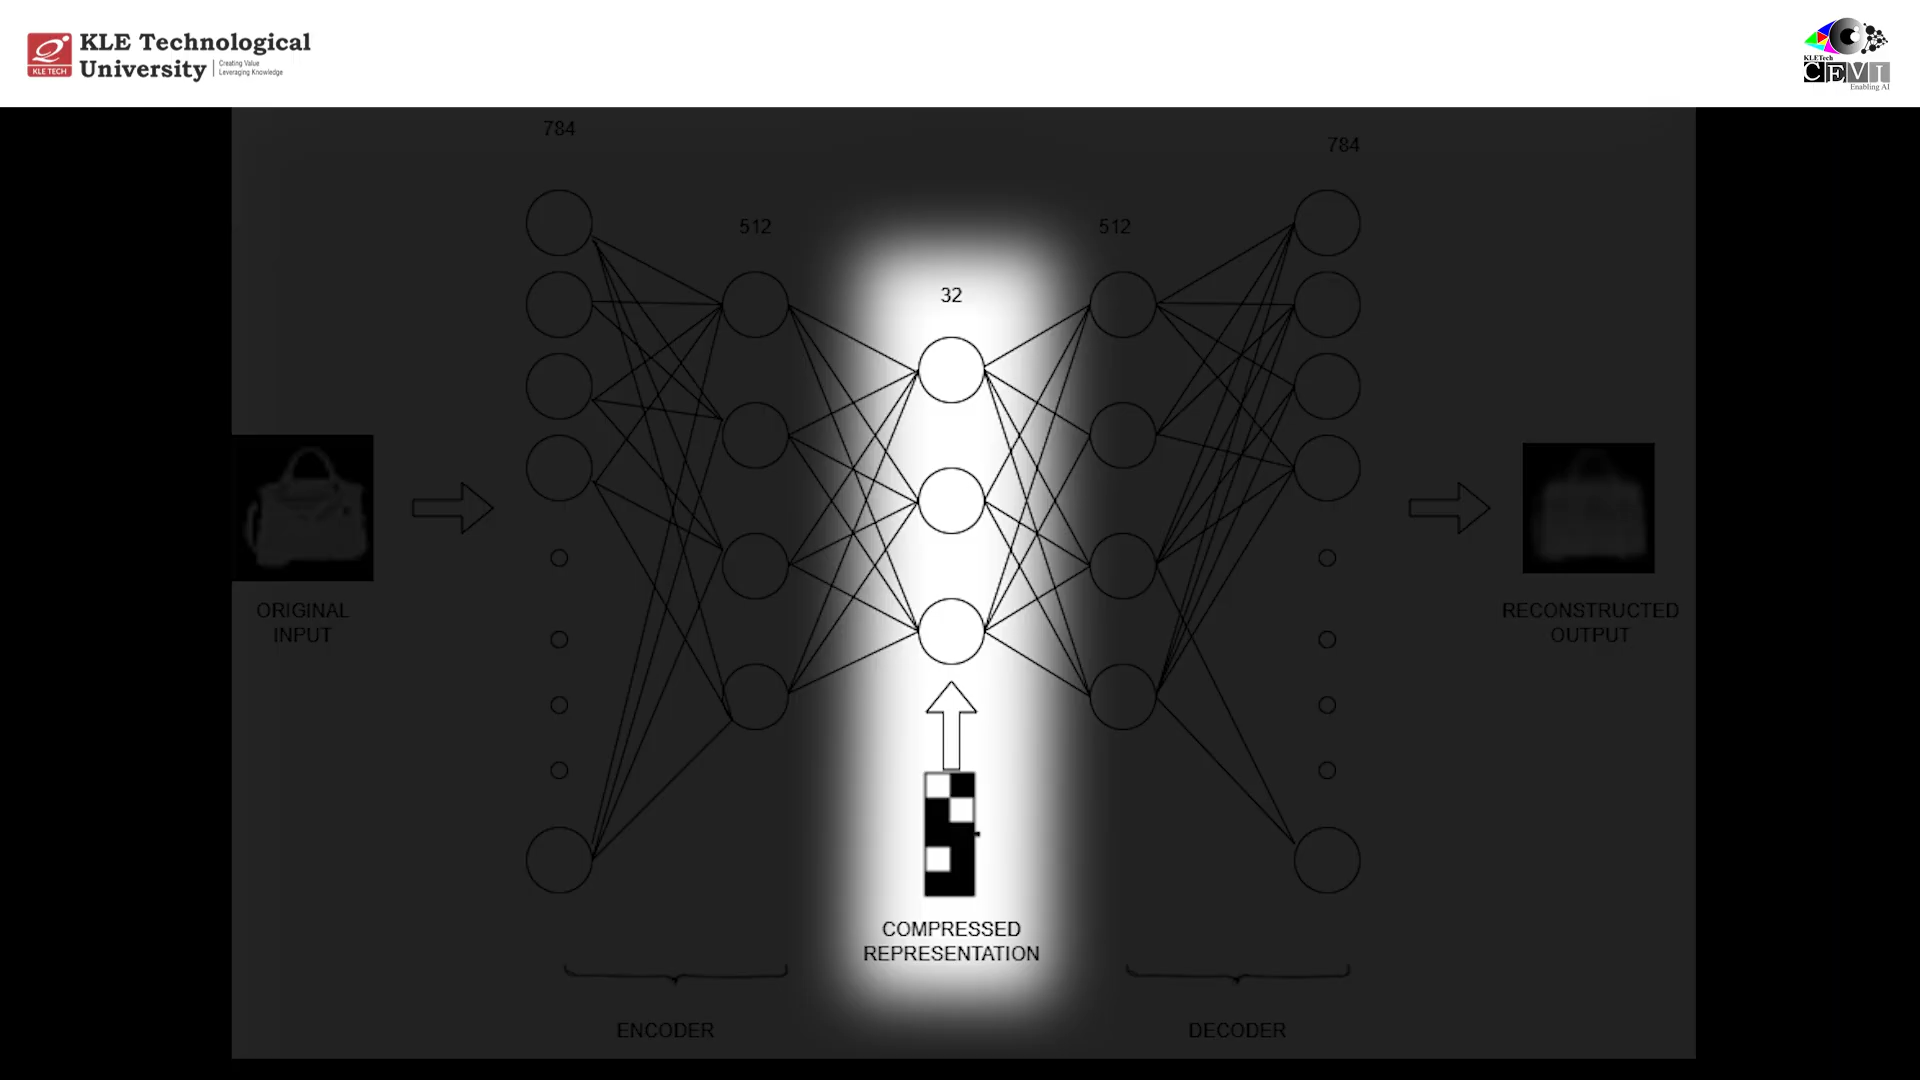 KLE Technological
University
Creating Value
Leveraging Knowledge
KLE TECH
KLETech
CEVI
Enabling AI
784
784
512
512
32
ORIGINAL
INPUT
RECONSTRUCTED
OUTPUT
COMPRESSED
REPRESENTATION
ENCODER
DECODER